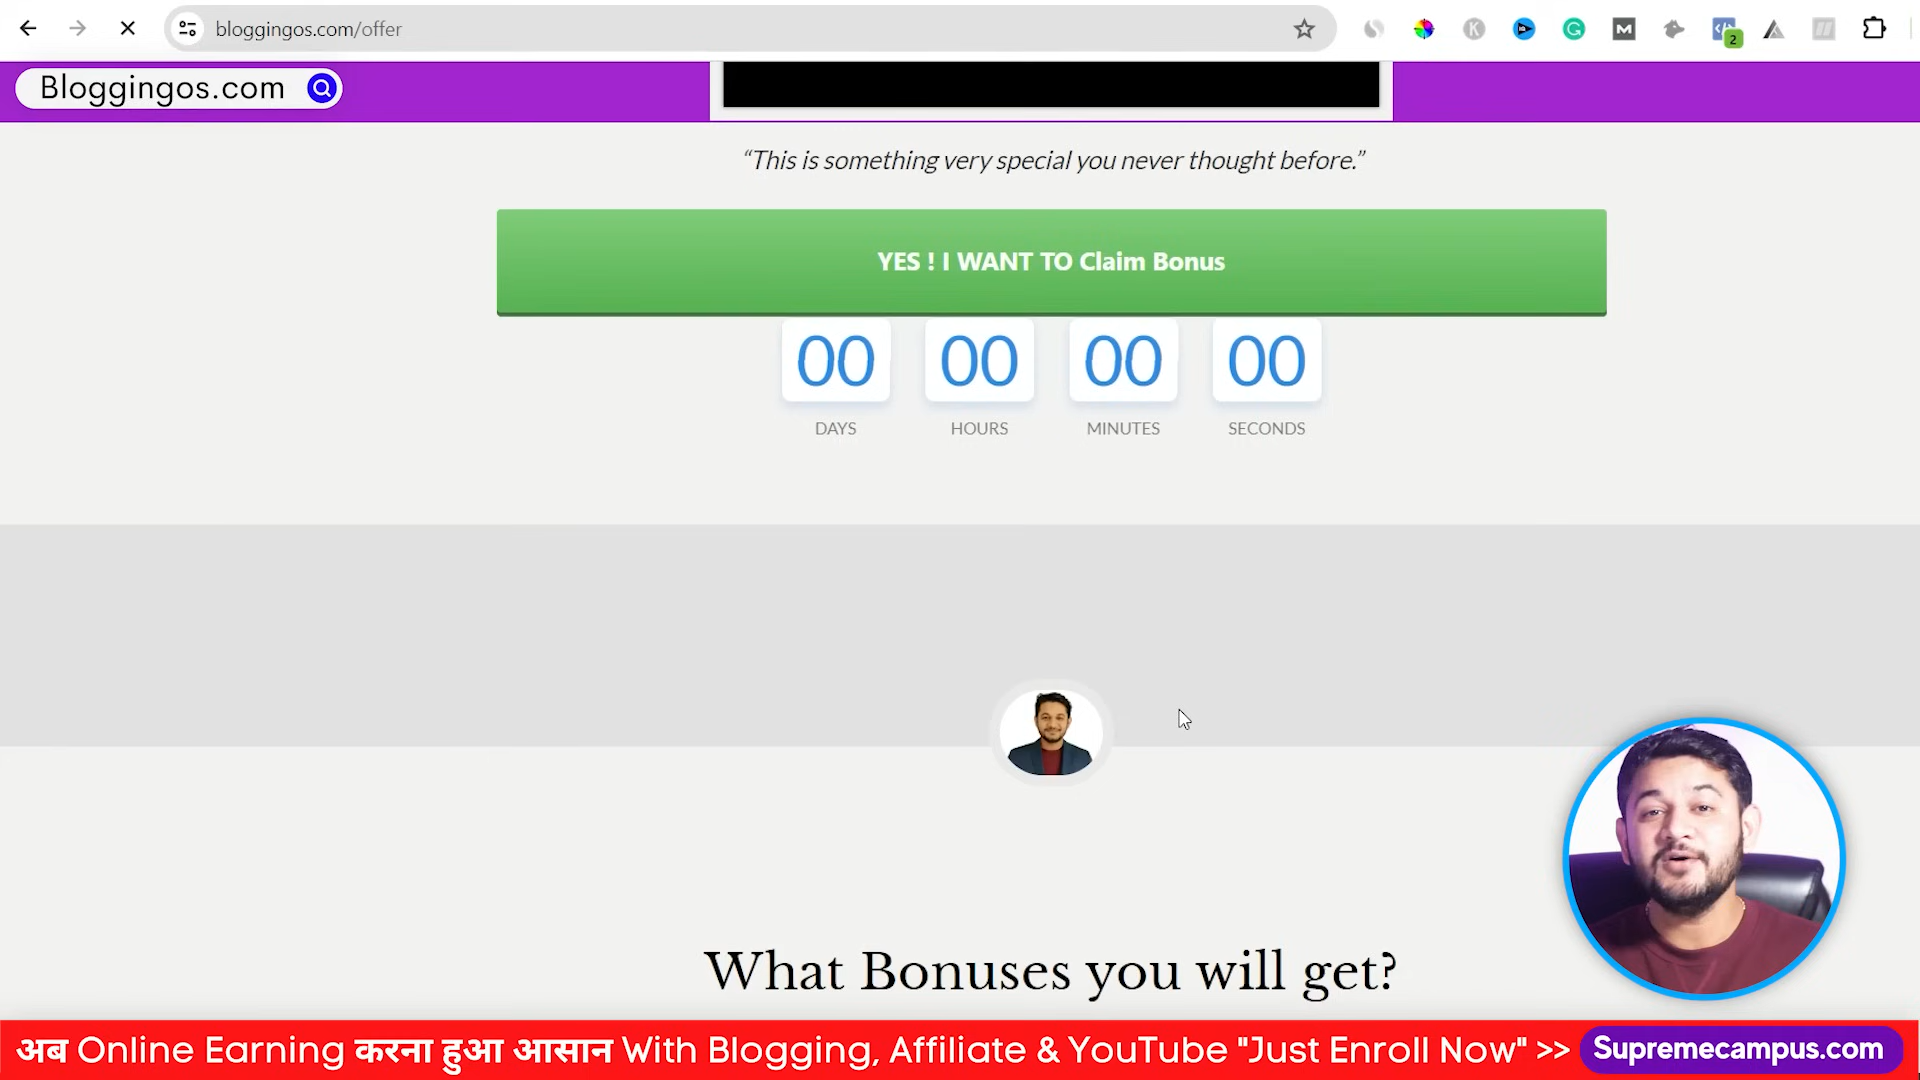 bloggingos.com/offer
2
Bloggingos.com
“This is something very special you never thought before.”
YES ! I WANT TO Claim Bonus
00 00 00 00
DAYS HOURS MINUTES SECONDS
What Bonuses you will get?
अब Online Earning करना हुआ आसान With Blogging, Affiliate & YouTube "Just Enroll Now" >> Supremecampus.com